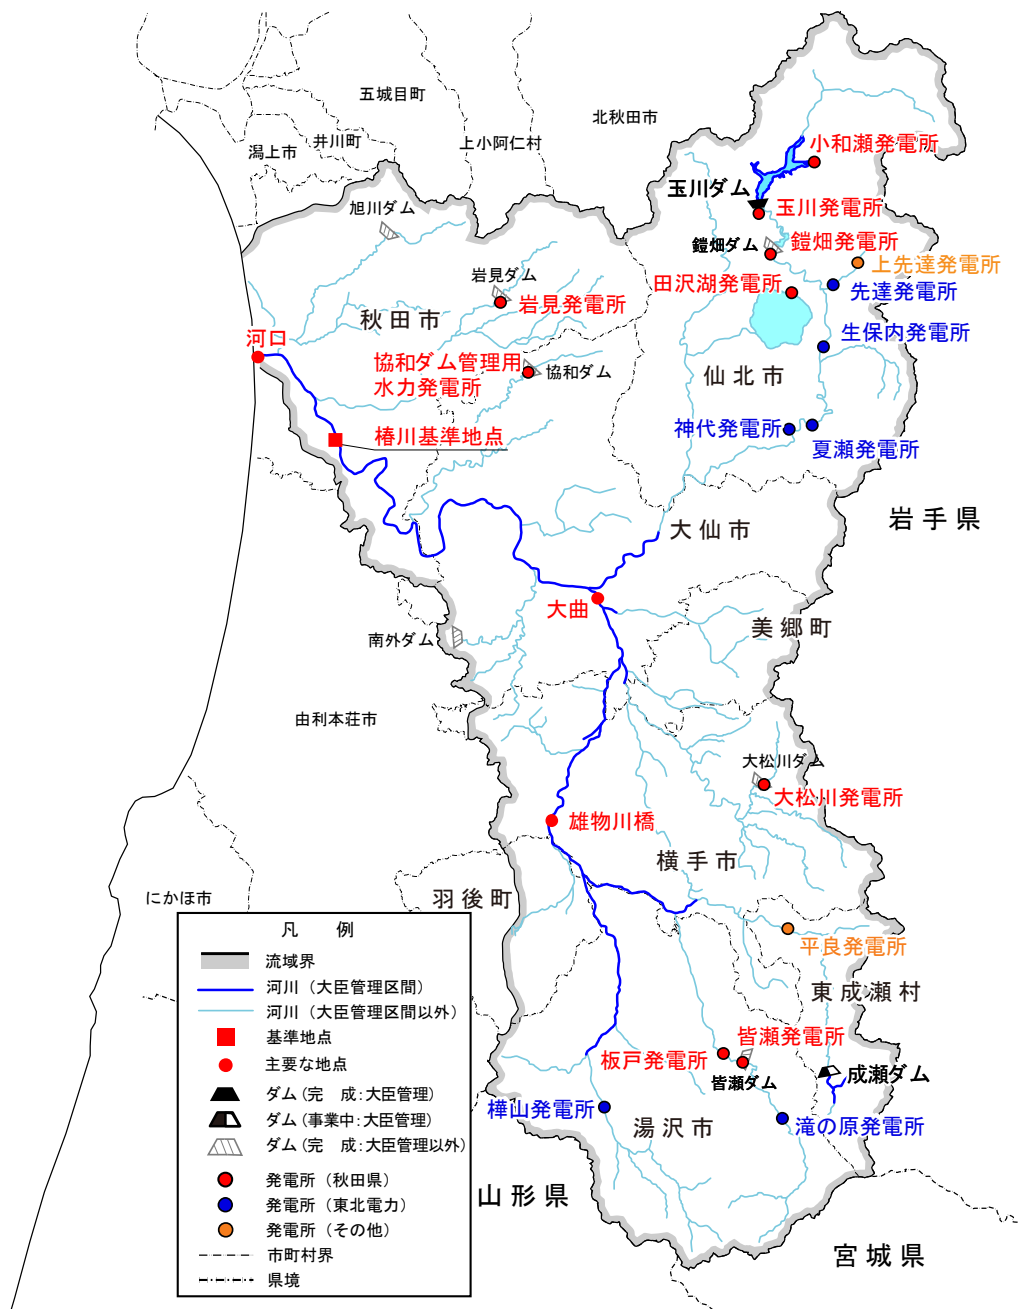 五城目町
北秋田市
井川町
上小阿仁村
潟上市
小和瀬発電所
玉川ダム
玉川発電所
旭川ダム
鎧畑ダム
鎧畑発電所
上先達発電所
岩見ダム
田沢湖発電所
先達発電所
岩見発電所
秋田市
河口
生保内発電所
協和ダム管理用
水力発電所
協和ダム
仙北市
椿川基準地点
神代発電所
夏瀬発電所
岩手県
大仙市
大曲
美郷町
南外ダム
由利本荘市
大松川ダム
大松川発電所
雄物川橋
横手市
羽後町
にかほ市
平良発電所
東成瀬村
皆瀬発電所
板戸発電所
皆瀬ダム
成瀬ダム
樺山発電所
湯沢市
滝の原発電所
山形県
宮城県
凡 例
流域界
河川（大臣管理区間）
河川（大臣管理区間以外）
基準地点
主要な地点
ダム（完 成：大臣管理）
ダム（事業中：大臣管理）
ダム（完 成：大臣管理以外）
発電所（秋田県）
発電所（東北電力）
発電所（その他）
市町村界
県境